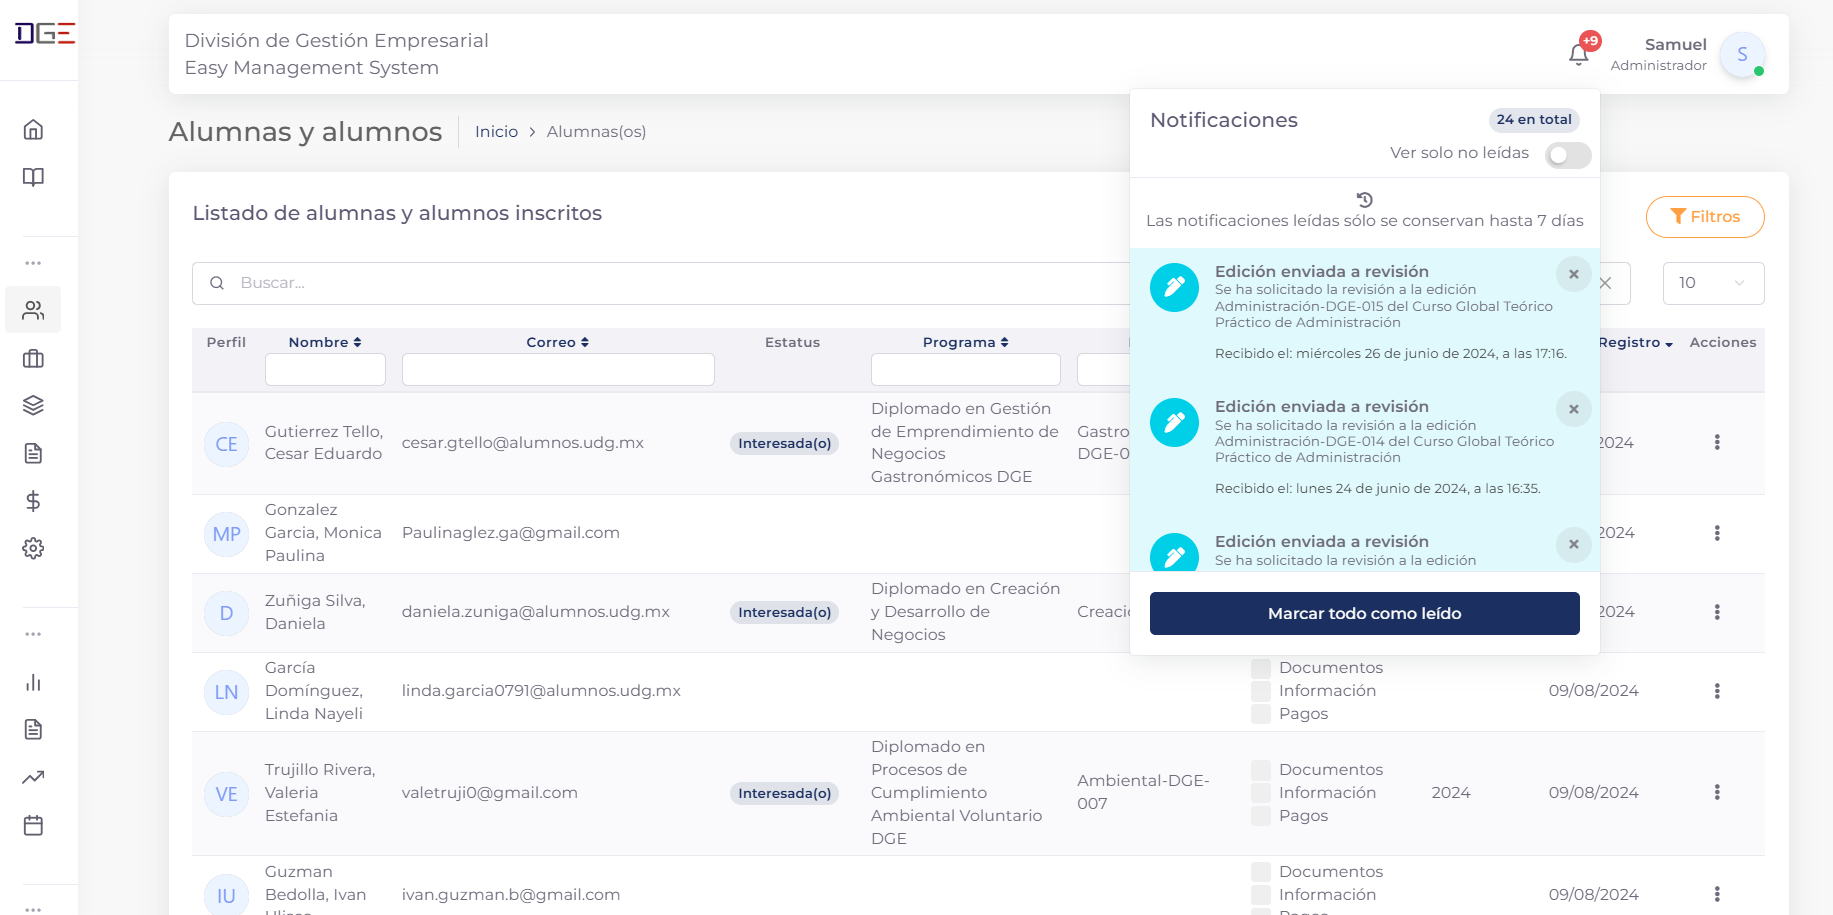 DGE
División de Gestión Empresarial
Easy Management System
+9
Samuel
Administrador
S
Alumnas y alumnos
Inicio > Alumnas(os)
Notificaciones
24 en total
Ver solo no leídas
Las notificaciones leídas sólo se conservan hasta 7 días
Edición enviada a revisión
Se ha solicitado la revisión a la edición
Administración-DGE-015 del Curso Global Teórico
Práctico de Administración
Recibido el: miércoles 26 de junio de 2024, a las 17:16.
Edición enviada a revisión
Se ha solicitado la revisión a la edición
Administración-DGE-014 del Curso Global Teórico
Práctico de Administración
Recibido el: lunes 24 de junio de 2024, a las 16:35.
Edición enviada a revisión
Se ha solicitado la revisión a la edición
Marcar todo como leído
Listado de alumnas y alumnos inscritos
Filtros
Buscar...
10
Perfil Nombre Correo Estatus Programa Registro Acciones
CE
Gutierrez Tello,
Cesar Eduardo
cesar.gtello@alumnos.udg.mx
Interesada(o)
Diplomado en Gestión
de Emprendimiento de
Negocios
Gastronómicos DGE
Gastro
DGE-0
2024
MP
Gonzalez
Garcia, Monica
Paulina
Paulinaglez.ga@gmail.com
2024
D
Zuñiga Silva,
Daniela
daniela.zuniga@alumnos.udg.mx
Interesada(o)
Diplomado en Creación
y Desarrollo de
Negocios
Creació
2024
LN
García
Domínguez,
Linda Nayeli
linda.garcia0791@alumnos.udg.mx
Documentos
Información
Pagos
09/08/2024
VE
Trujillo Rivera,
Valeria
Estefania
valetruji0@gmail.com
Interesada(o)
Diplomado en
Procesos de
Cumplimiento
Ambiental Voluntario
DGE
Ambiental-DGE-
007
Documentos
Información
Pagos
2024
09/08/2024
IU
Guzman
Bedolla, Ivan
ivan.guzman.b@gmail.com
Documentos
Información
09/08/2024